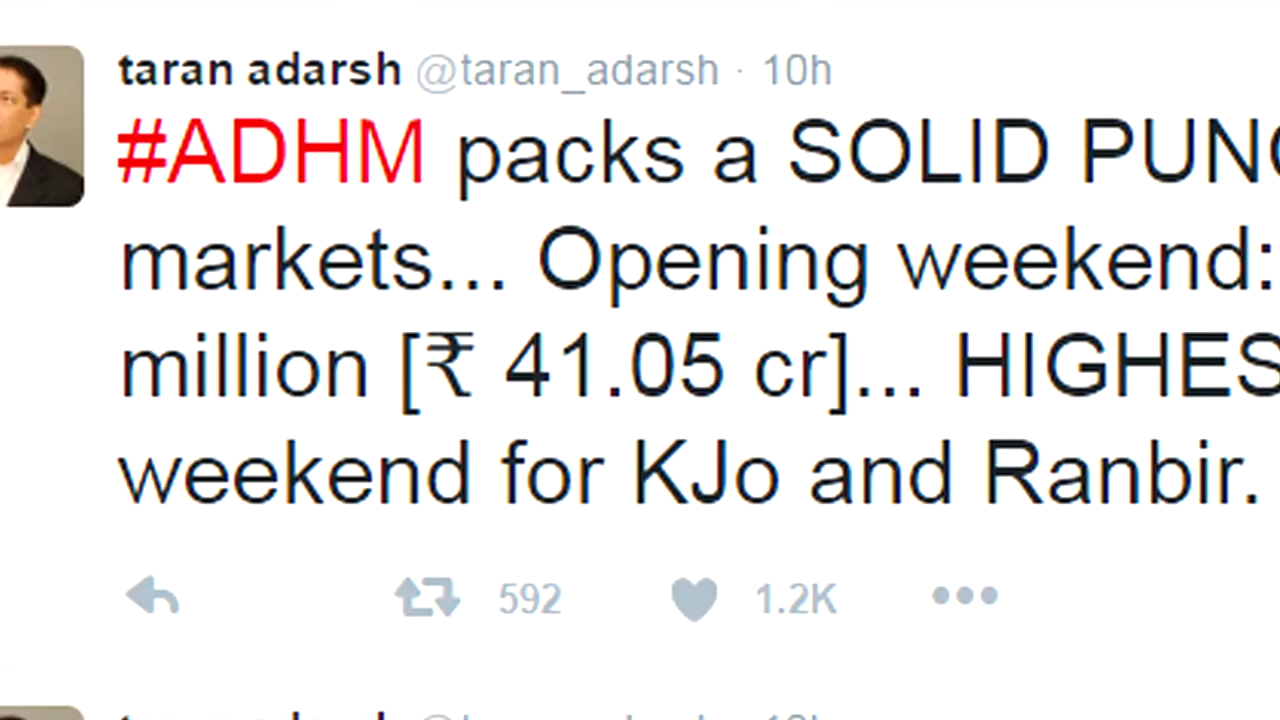 taran adarsh @taran_adarsh · 10h
#ADHM packs a SOLID
markets... Opening weekend:
million [₹ 41.05 cr]... 
weekend for KJo and Ranbir.
592 1.2K